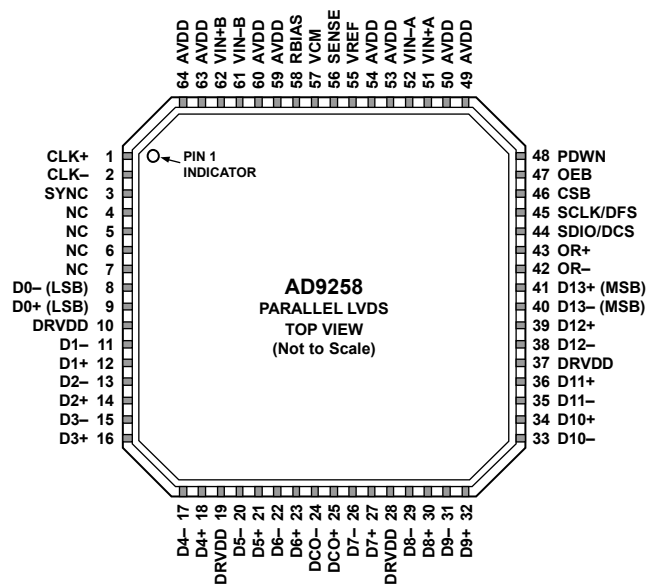 64 AVDD
63 AVDD
62 VIN+B
61 VIN–B
60 AVDD
59 AVDD
58 RBIAS
57 VCM
56 SENSE
55 VREF
54 AVDD
53 AVDD
52 VIN–A
51 VIN+A
50 AVDD
49 AVDD
CLK+ 1
CLK– 2
SYNC 3
NC 4
NC 5
NC 6
NC 7
D0– (LSB) 8
D0+ (LSB) 9
DRVDD 10
D1– 11
D1+ 12
D2– 13
D2+ 14
D3– 15
D3+ 16
PIN 1
INDICATOR
AD9258
PARALLEL LVDS
TOP VIEW
(Not to Scale)
48 PDWN
47 OEB
46 CSB
45 SCLK/DFS
44 SDIO/DCS
43 OR+
42 OR–
41 D13+ (MSB)
40 D13– (MSB)
39 D12+
38 D12–
37 DRVDD
36 D11+
35 D11–
34 D10+
33 D10–
D4– 17
D4+ 18
DRVDD 19
D5– 20
D5+ 21
D6– 22
D6+ 23
DCO– 24
DCO+ 25
D7– 26
D7+ 27
DRVDD 28
D8– 29
D8+ 30
D9– 31
D9+ 32